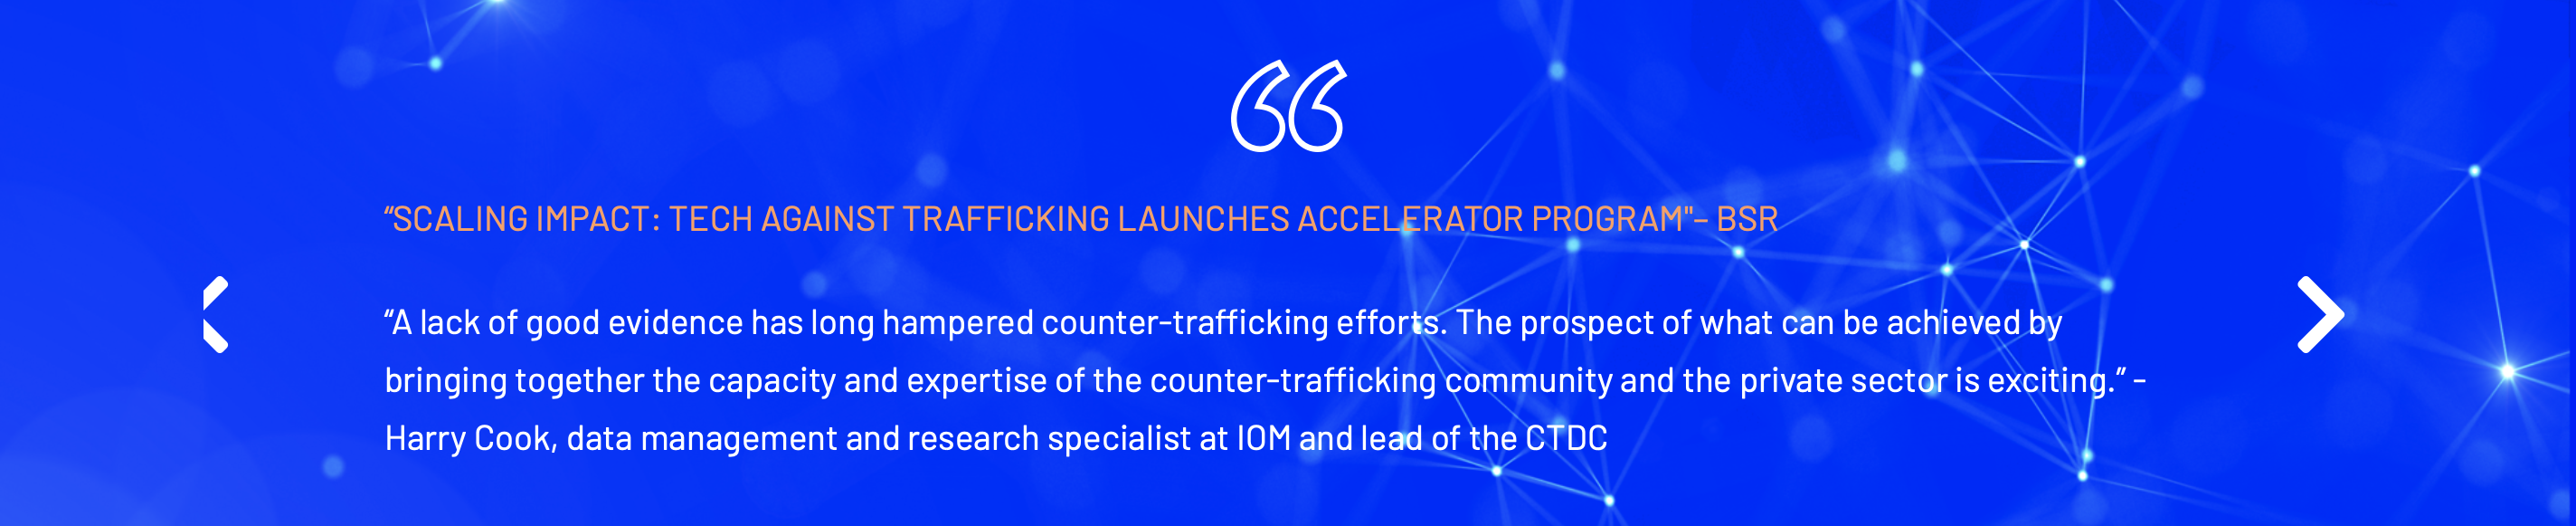 “SCALING IMPACT: TECH AGAINST TRAFFICKING LAUNCHES ACCELERATOR PROGRAM"– BSR
“A lack of good evidence has long hampered counter-trafficking efforts. The prospect of what can be achieved by
bringing together the capacity and expertise of the counter-trafficking community and the private sector is exciting.” -
Harry Cook, data management and research specialist at IOM and lead of the CTDC